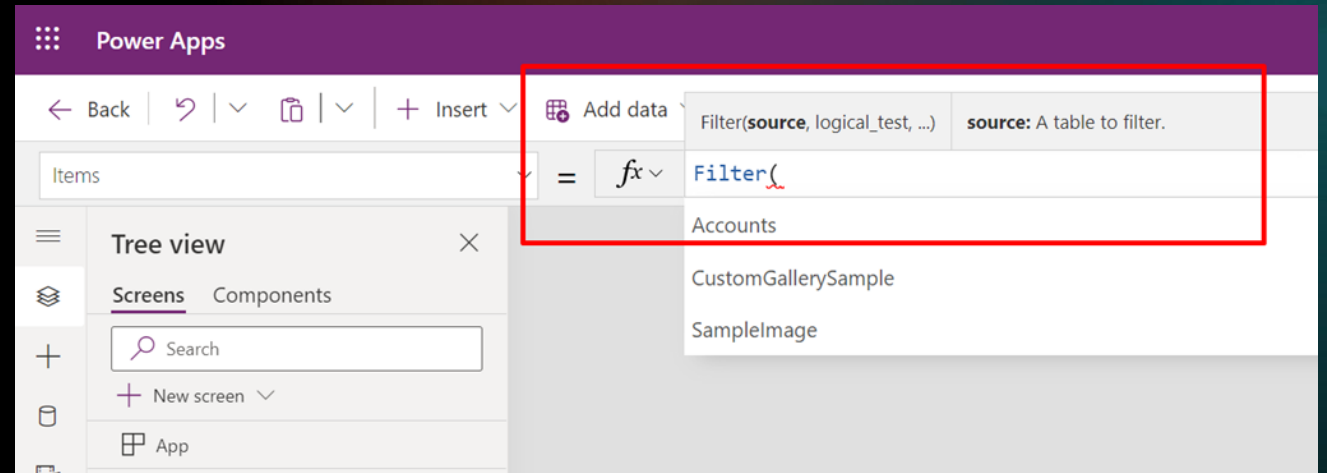 Power Apps
Back Insert Add data
Filter(source, logical_test, ...) source: A table to filter.
Items = fx Filter(
Accounts
CustomGallerySample
SampleImage
Tree view
Screens Components
Search
New screen
App